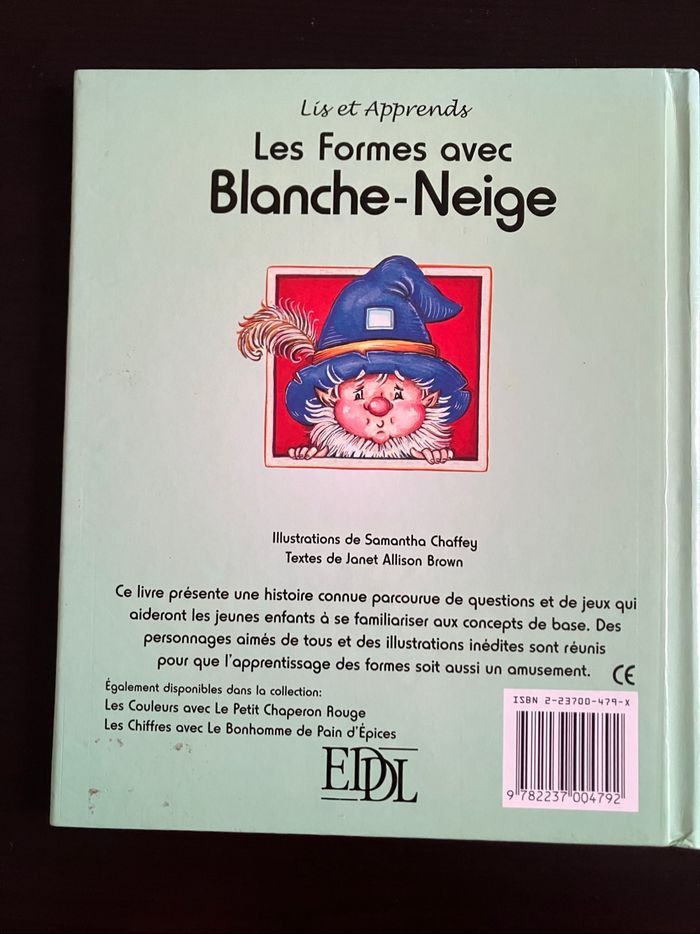 Lis et Apprends
Les Formes avec
Blanche-Neige
Illustrations de Samantha Chaffey
Textes de Janet Allison Brown
Ce livre présente une histoire connue parcourue de questions et de jeux qui
aideront les jeunes enfants à se familiariser aux concepts de base. Des
personnages aimés de tous et des illustrations inédites sont réunis
pour que l'apprentissage des formes soit aussi un amusement.
CE
Également disponibles dans la collection:
Les Couleurs avec Le Petit Chaperon Rouge
Les Chiffres avec Le Bonhomme de Pain d'Épices
EDDL
ISBN 2-23700-479-X
9 782237 004792